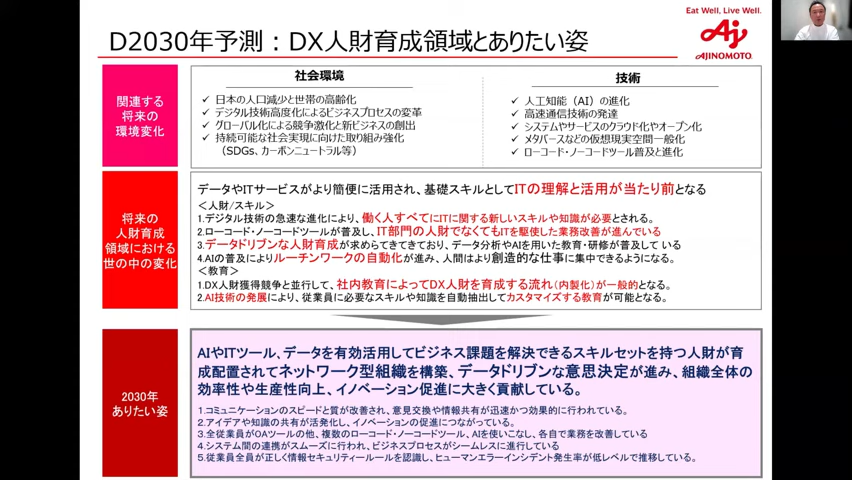 Eat Well, Live Well.
AJINOMOTO
D2030年予測：DX人財育成領域とありたい姿
関連する
将来の
環境変化
社会環境
✓ 日本の人口減少と世帯の高齢化
✓ デジタル技術高度化によるビジネスプロセスの変革
✓ グローバル化による競争激化と新ビジネスの創出
✓ 持続可能な社会実現に向けた取り組み強化
（SDGs、カーボンニュートラル等）
技術
✓ 人工知能（AI）の進化
✓ 高速通信技術の発達
✓ システムやサービスのクラウド化やオープン化
✓ メタバースなどの仮想現実空間一般化
✓ ローコード・ノーコードツール普及と進化
将来の
人財育成
領域における
世の中の変化
データやITサービスがより簡便に活用され、基礎スキルとしてITの理解と活用が当たり前となる
＜人財/スキル＞
1.デジタル技術の急速な進化により、働く人すべてにITに関する新しいスキルや知識が必要とされる。
2.ローコード・ノーコードツールが普及し、IT部門の人財でなくてもITを駆使した業務改善が進んでいる
3.データドリブンな人財育成が求めらてきてきており、データ分析やAIを用いた教育・研修が普及して いる
4.AIの普及によりルーチンワークの自動化が進み、人間はより創造的な仕事に集中できるようになる。
＜教育＞
1.DX人財獲得競争と並行して、社内教育によってDX人財を育成する流れ（内製化）が一般的となる。
2.AI技術の発展により、従業員に必要なスキルや知識を自動抽出してカスタマイズする教育が可能となる。
2030年
ありたい姿
AIやITツール、データを有効活用してビジネス課題を解決できるスキルセットを持つ人財が育
成配置されてネットワーク型組織を構築、データドリブンな意思決定が進み、組織全体の
効率性や生産性向上、イノベーション促進に大きく貢献している。
1.コミュニケーションのスピードと質が改善され、意見交換や情報共有が迅速かつ効果的に行われている。
2.アイデアや知識の共有が活発化し、イノベーションの促進につながっている。
3.全従業員がOAツールの他、複数のローコード・ノーコードツール、AIを使いこなし、各自で業務を改善している
4.システム間の連携がスムーズに行われ、ビジネスプロセスがシームレスに進行している
5.従業員全員が正しく情報セキュリティールールを認識し、ヒューマンエラーインシデント発生率が低レベルで推移している。